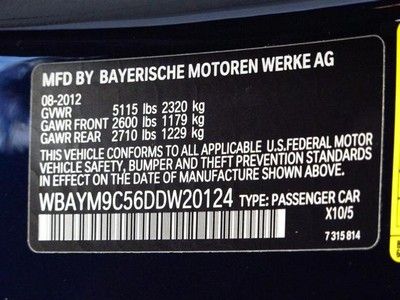 MFD BY BAYERISCHE MOTOREN WERKE AG
08-2012
GVWR 5115 lbs 2320 kg
GAWR FRONT 2600 lbs 1179 kg
GAWR REAR 2710 lbs 1229 kg
THIS VEHICLE CONFORMS TO ALL APPLICABLE U.S.FEDERAL MOTOR
VEHICLE SAFETY, BUMPER, AND THEFT PREVENTION STANDARDS
IN EFFECT ON THE DATE OF MANUFACTURE SHOWN ABOVE.
WBAYM9C56DDW20124 TYPE: PASSENGER CAR
X10/5
7 315 814